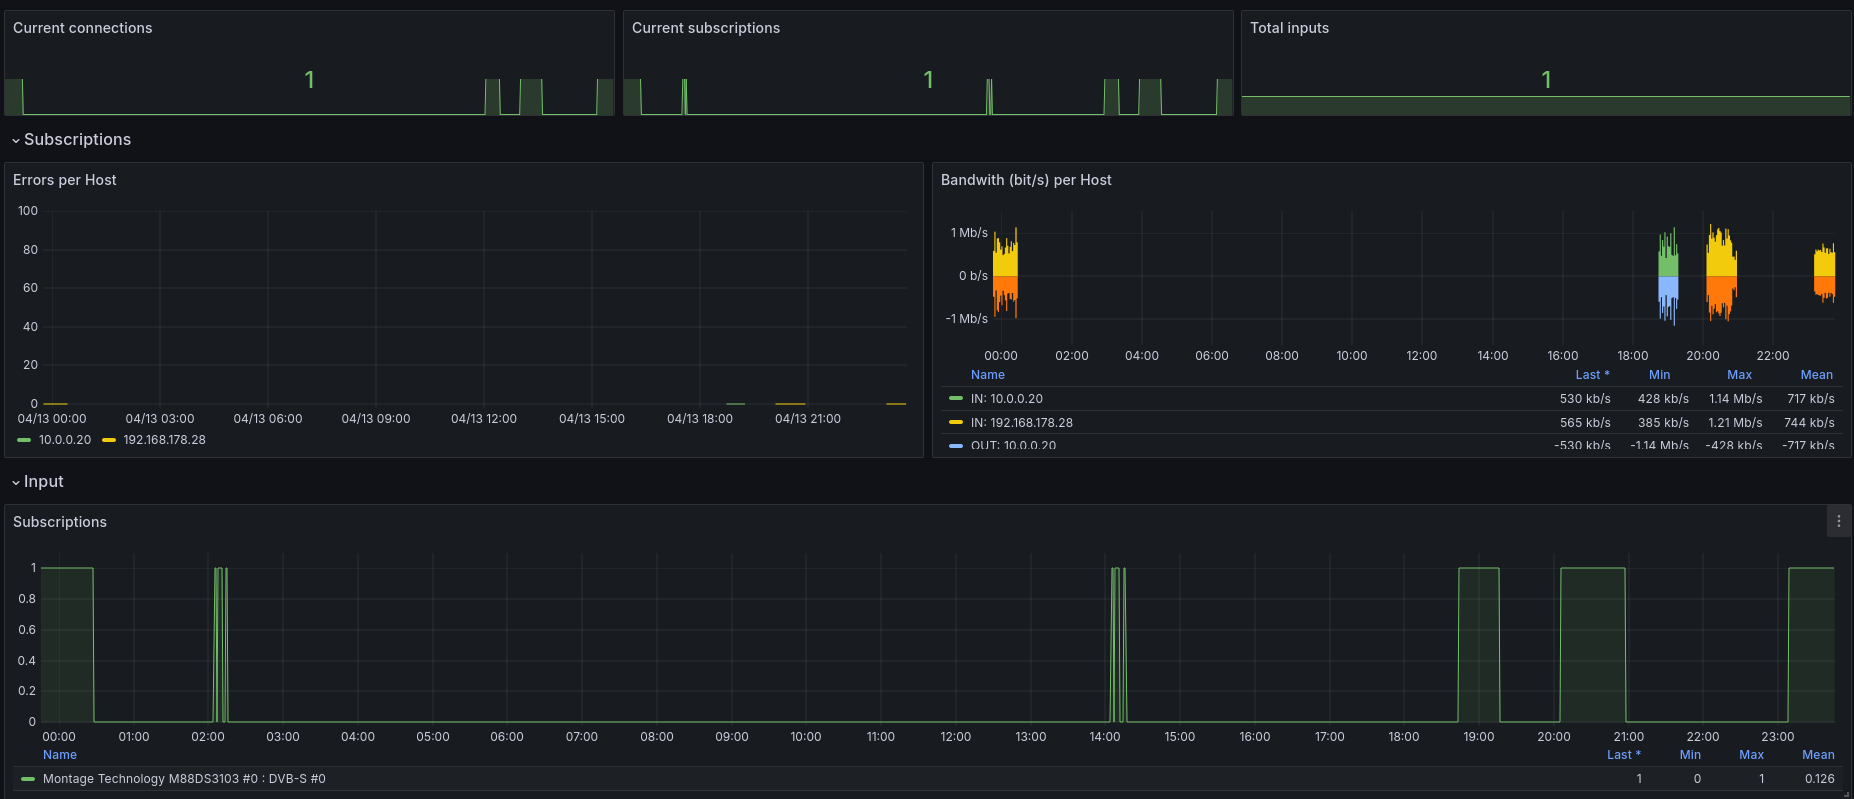 Current connections
1
Current subscriptions
1
Total inputs
1
Subscriptions
Errors per Host
100
80
60
40
20
0
04/13 00:00 04/13 03:00 04/13 06:00 04/13 09:00 04/13 12:00 04/13 15:00 04/13 18:00 04/13 21:00
10.0.0.20 192.168.178.28
Bandwith (bit/s) per Host
1 Mb/s
0 b/s
-1 Mb/s
00:00 02:00 04:00 06:00 08:00 10:00 12:00 14:00 16:00 18:00 20:00 22:00
Name Last * Min Max Mean
IN: 10.0.0.20 530 kb/s 428 kb/s 1.14 Mb/s 717 kb/s
IN: 192.168.178.28 565 kb/s 385 kb/s 1.21 Mb/s 744 kb/s
OUT: 10.0.0.20 -530 kb/s -1.14 Mb/s -428 kb/s -717 kb/s
Input
Subscriptions
1
0.8
0.6
0.4
0.2
0
00:00 01:00 02:00 03:00 04:00 05:00 06:00 07:00 08:00 09:00 10:00 11:00 12:00 13:00 14:00 15:00 16:00 17:00 18:00 19:00 20:00 21:00 22:00 23:00
Name Last * Min Max Mean
Montage Technology M88DS3103 #0 : DVB-S #0 1 0 1 0.126